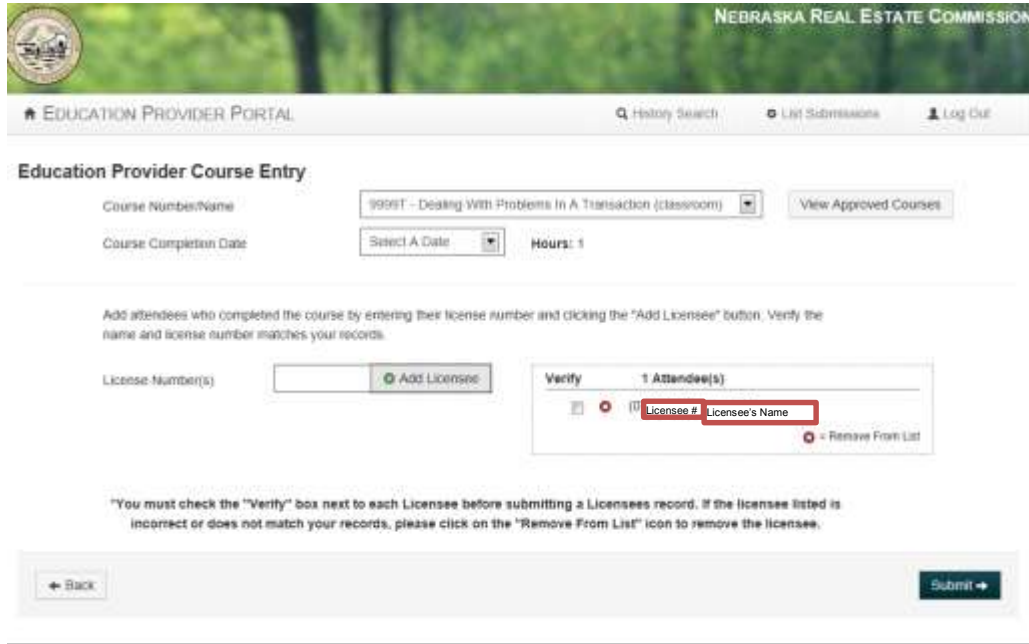 NEBRASKA REAL ESTATE COMMISSION
EDUCATION PROVIDER PORTAL
History Search
List Submissions
Log Out
Education Provider Course Entry
Course Number/Name
9999T - Dealing With Problems In A Transaction (classroom)
View Approved Courses
Course Completion Date
Select A Date
Hours: 1
Add attendees who completed the course by entering their license number and clicking the "Add Licensee" button. Verify the
name and license number matches your records.
License Number(s)
Add Licensee
Verify 1 Attendee(s)
Licensee # Licensee's Name
= Remove From List
"You must check the "Verify" box next to each Licensee before submitting a Licensees record. If the licensee listed is
incorrect or does not match your records, please click on the "Remove From List" icon to remove the licensee.
Back
Submit